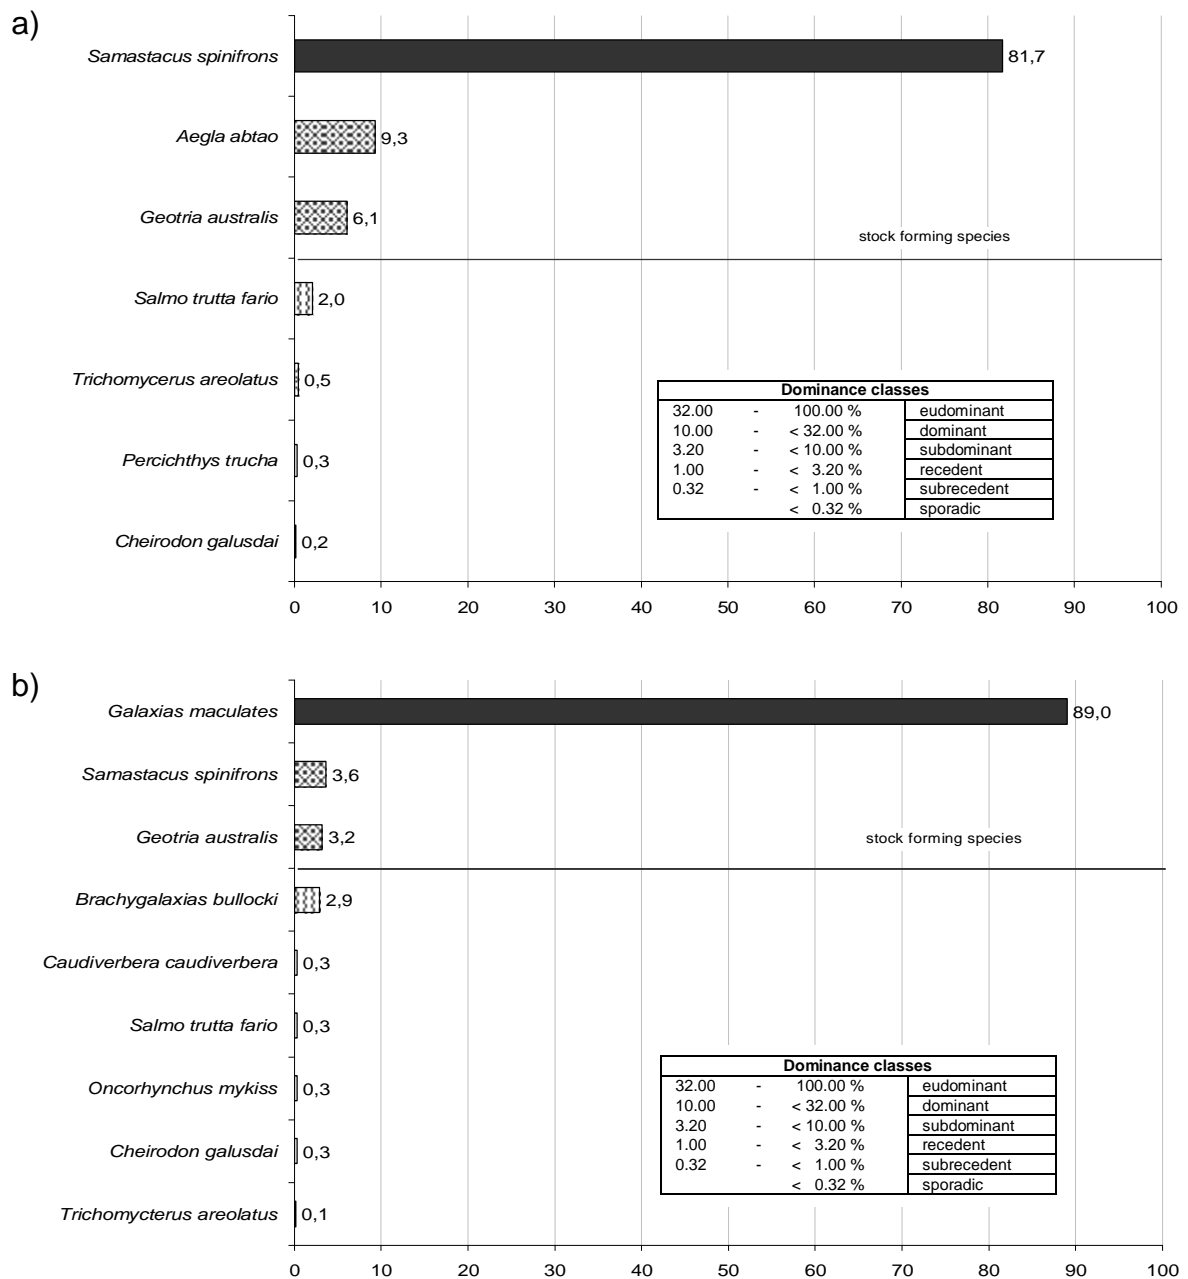 a)
Samastacus spinifrons 81,7
Aegla abtao 9,3
Geotria australis 6,1
stock forming species
Salmo trutta fario 2,0
Trichomycerus areolatus 0,5
Percichthys trucha 0,3
Cheirodon galusdai 0,2
Dominance classes
32.00 - 100.00 % eudominant
10.00 - < 32.00 % dominant
3.20 - < 10.00 % subdominant
1.00 - < 3.20 % recedent
0.32 - < 1.00 % subrecedent
< 0.32 % sporadic
0 10 20 30 40 50 60 70 80 90 100
b)
Galaxias maculates 89,0
Samastacus spinifrons 3,6
Geotria australis 3,2
stock forming species
Brachygalaxias bullocki 2,9
Caudiverbera caudiverbera 0,3
Salmo trutta fario 0,3
Oncorhynchus mykiss 0,3
Cheirodon galusdai 0,3
Trichomycterus areolatus 0,1
Dominance classes
32.00 - 100.00 % eudominant
10.00 - < 32.00 % dominant
3.20 - < 10.00 % subdominant
1.00 - < 3.20 % recedent
0.32 - < 1.00 % subrecedent
< 0.32 % sporadic
0 10 20 30 40 50 60 70 80 90 100